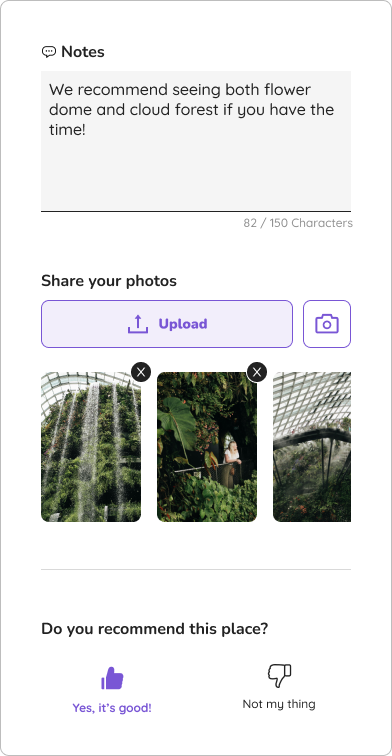 Notes
We recommend seeing both flower
dome and cloud forest if you have the
time!
82 / 150 Characters
Share your photos
Upload
X
X
Do you recommend this place?
Yes, it's good!
Not my thing